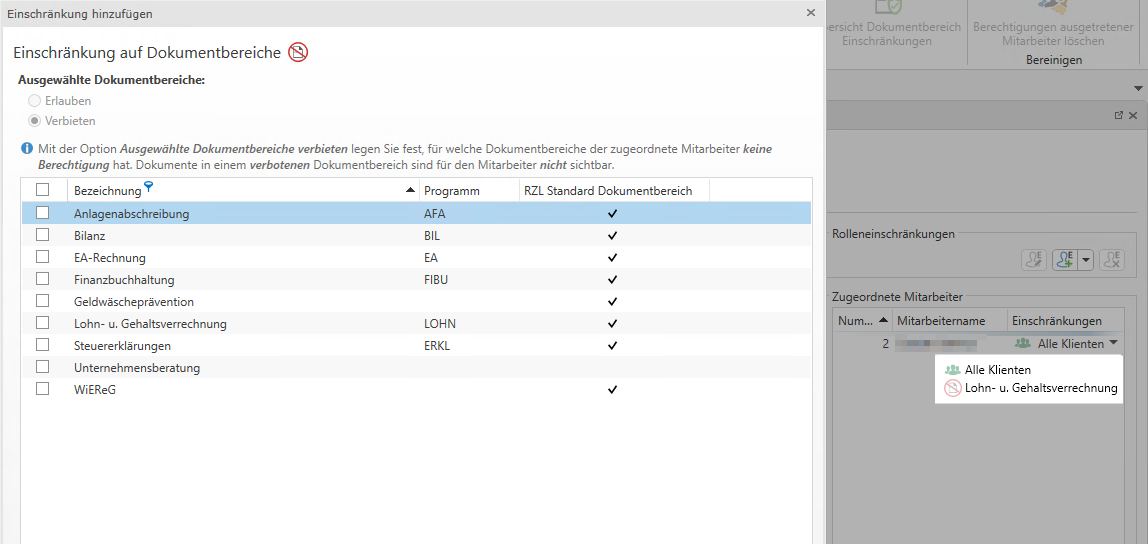 Einschränkung hinzufügen
Einschränkung auf Dokumentbereiche
Ausgewählte Dokumentbereiche:
Erlauben
Verbieten
Mit der Option Ausgewählte Dokumentbereiche verbieten legen Sie fest, für welche Dokumentbereiche der zugeordnete Mitarbeiter keine
Berechtigung hat. Dokumente in einem verbotenen Dokumentbereich sind für den Mitarbeiter nicht sichtbar.
Bezeichnung Programm RZL Standard Dokumentbereich
Anlagenabschreibung AFA
Bilanz BIL
EA-Rechnung EA
Finanzbuchhaltung FIBU
Geldwäscheprävention
Lohn- u. Gehaltsverrechnung LOHN
Steuererklärungen ERKL
Unternehmensberatung
WiEReG
Dokumentbereich
Einschränkungen
Berechtigungen ausgetretener
Mitarbeiter löschen
Bereinigen
Rolleneinschränkungen
Zugeordnete Mitarbeiter
Num... Mitarbeitername Einschränkungen
2 Alle Klienten
Alle Klienten
Lohn- u. Gehaltsverrechnung